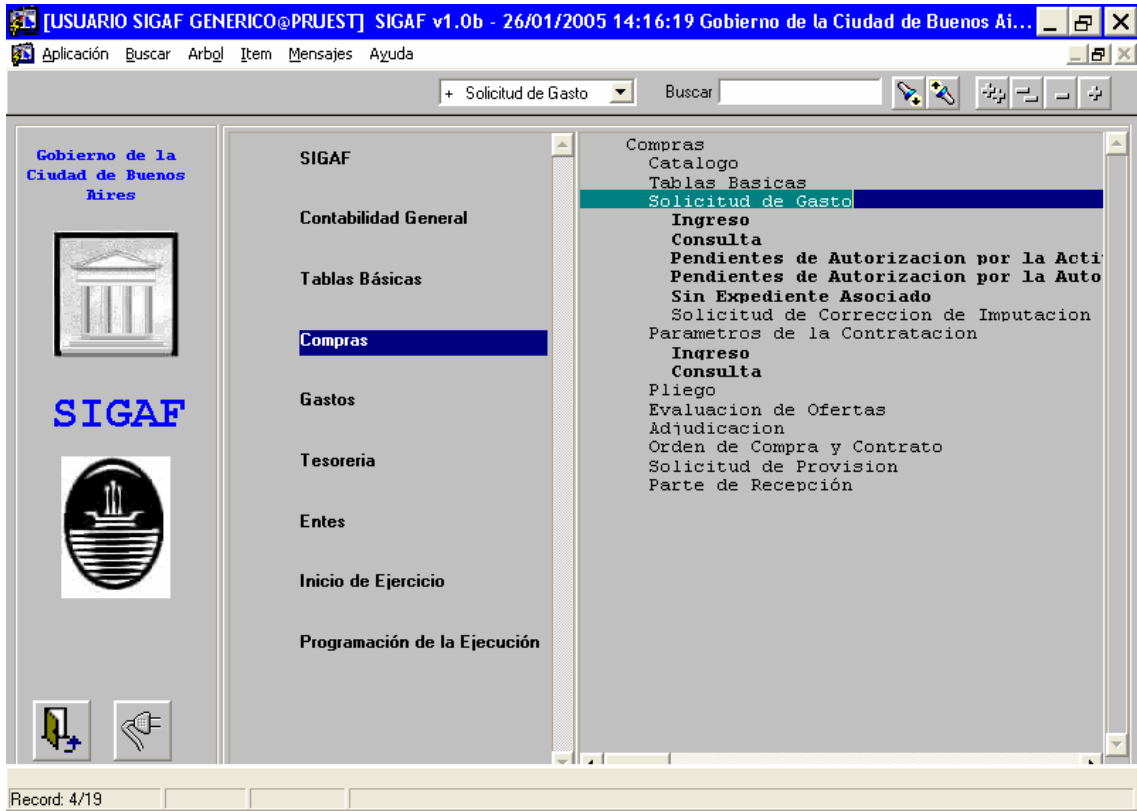 [USUARIO SIGAF GENERICO@PRUEST] SIGAF v1.0b - 26/01/2005 14:16:19 Gobierno de la Ciudad de Buenos Ai...
Aplicación Buscar Arbol Item Mensajes Ayuda
+ Solicitud de Gasto Buscar
Gobierno de la
Ciudad de Buenos
Aires
SIGAF
SIGAF
Contabilidad General
Tablas Básicas
Compras
Gastos
Tesoreria
Entes
Inicio de Ejercicio
Programación de la Ejecución
Compras
Catalogo
Tablas Basicas
Solicitud de Gasto
Ingreso
Consulta
Pendientes de Autorizacion por la Acti
Pendientes de Autorizacion por la Auto
Sin Expediente Asociado
Solicitud de Correccion de Imputacion
Parametros de la Contratacion
Ingreso
Consulta
Pliego
Evaluacion de Ofertas
Adjudicacion
Orden de Compra y Contrato
Solicitud de Provision
Parte de Recepción
Record: 4/19